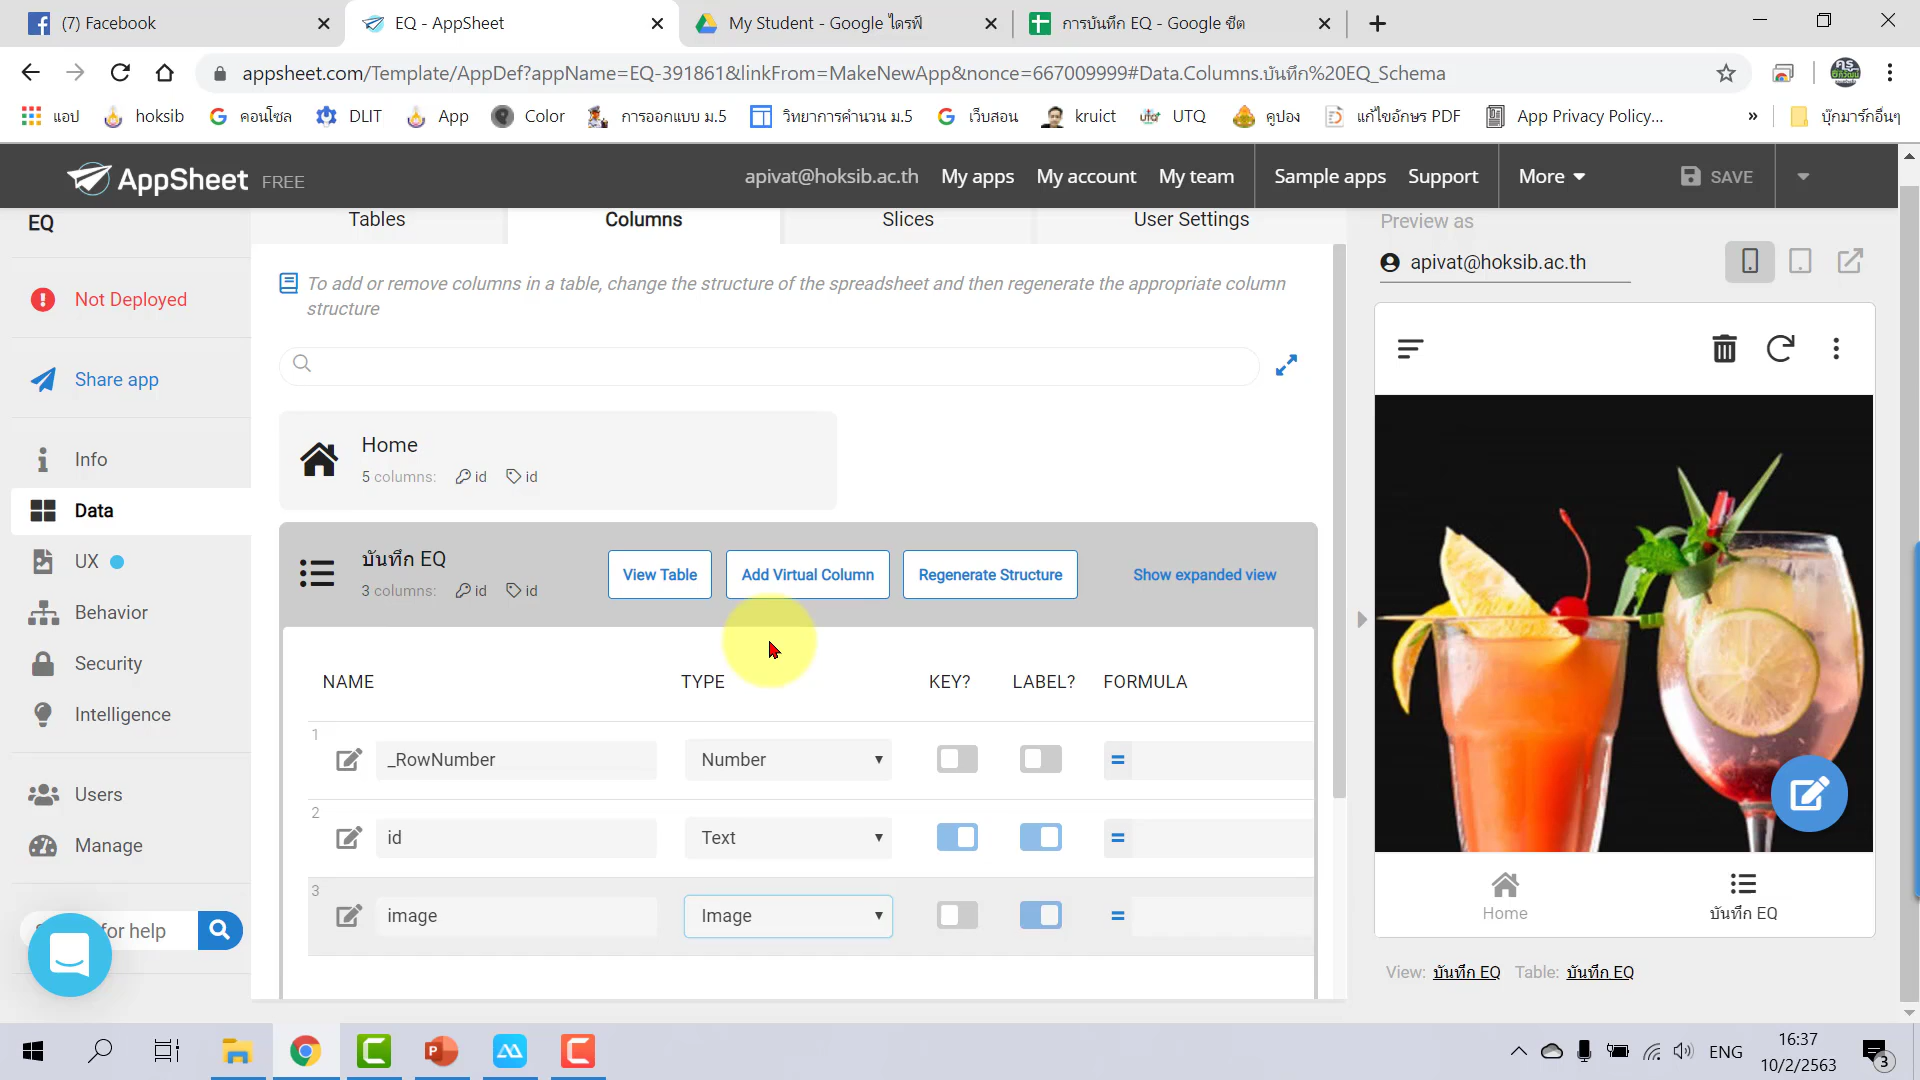 (7) Facebook
EQ - AppSheet
My Student - Google ไดรฟ์
การบันทึก EQ - Google ชีต
appsheet.com/Template/AppDef?appName=EQ-391861&linkFrom=MakeNewApp&nonce=667009999#Data.Columns.บันทึก%20EQ_Schema
แอป
hoksib
คอนโซล
DLIT
App
Color
การออกแบบ ม.5
วิทยาการคำนวน ม.5
เว็บสอน
kruict
UTQ
คูปอง
แก้ไขอักษร PDF
App Privacy Policy...
»
บุ๊กมาร์กอื่นๆ
AppSheet FREE
apivat@hoksib.ac.th
My apps
My account
My team
Sample apps
Support
More
SAVE
EQ
Tables
Columns
Slices
User Settings
Preview as
apivat@hoksib.ac.th
Not Deployed
Share app
Info
Data
UX
Behavior
Security
Intelligence
Users
Manage
for help
To add or remove columns in a table, change the structure of the spreadsheet and then regenerate the appropriate column
structure
Home
5 columns: id id
บันทึก EQ
3 columns: id id
View Table
Add Virtual Column
Regenerate Structure
Show expanded view
NAME TYPE KEY? LABEL? FORMULA
1 _RowNumber Number =
2 id Text =
3 image Image =
Home
บันทึก EQ
View: บันทึก EQ Table: บันทึก EQ
ENG
16:37
10/2/2563
3